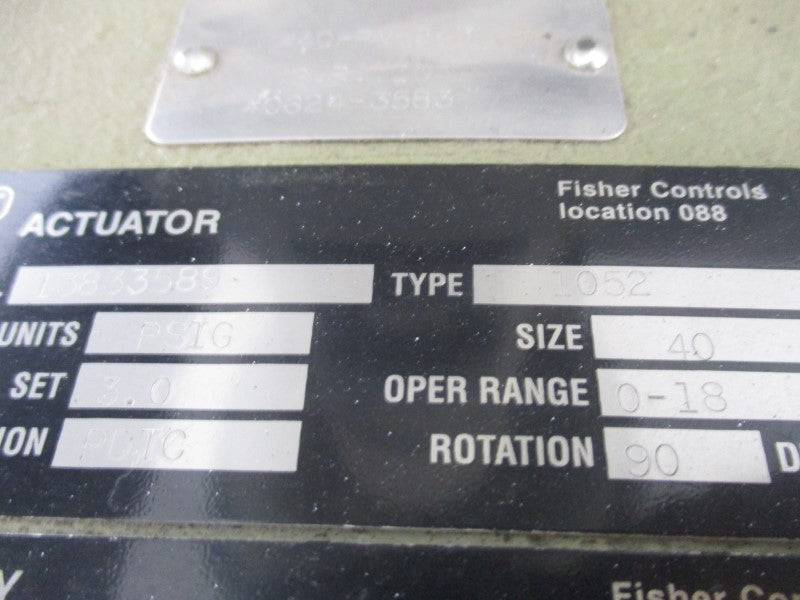 Fisher Controls
location 088
ACTUATOR
13833589 TYPE 1052
UNITS PSIG SIZE 40
SET 3.0 OPER RANGE 0-18
ION PDTC ROTATION 90 D
Y
Fisher Con